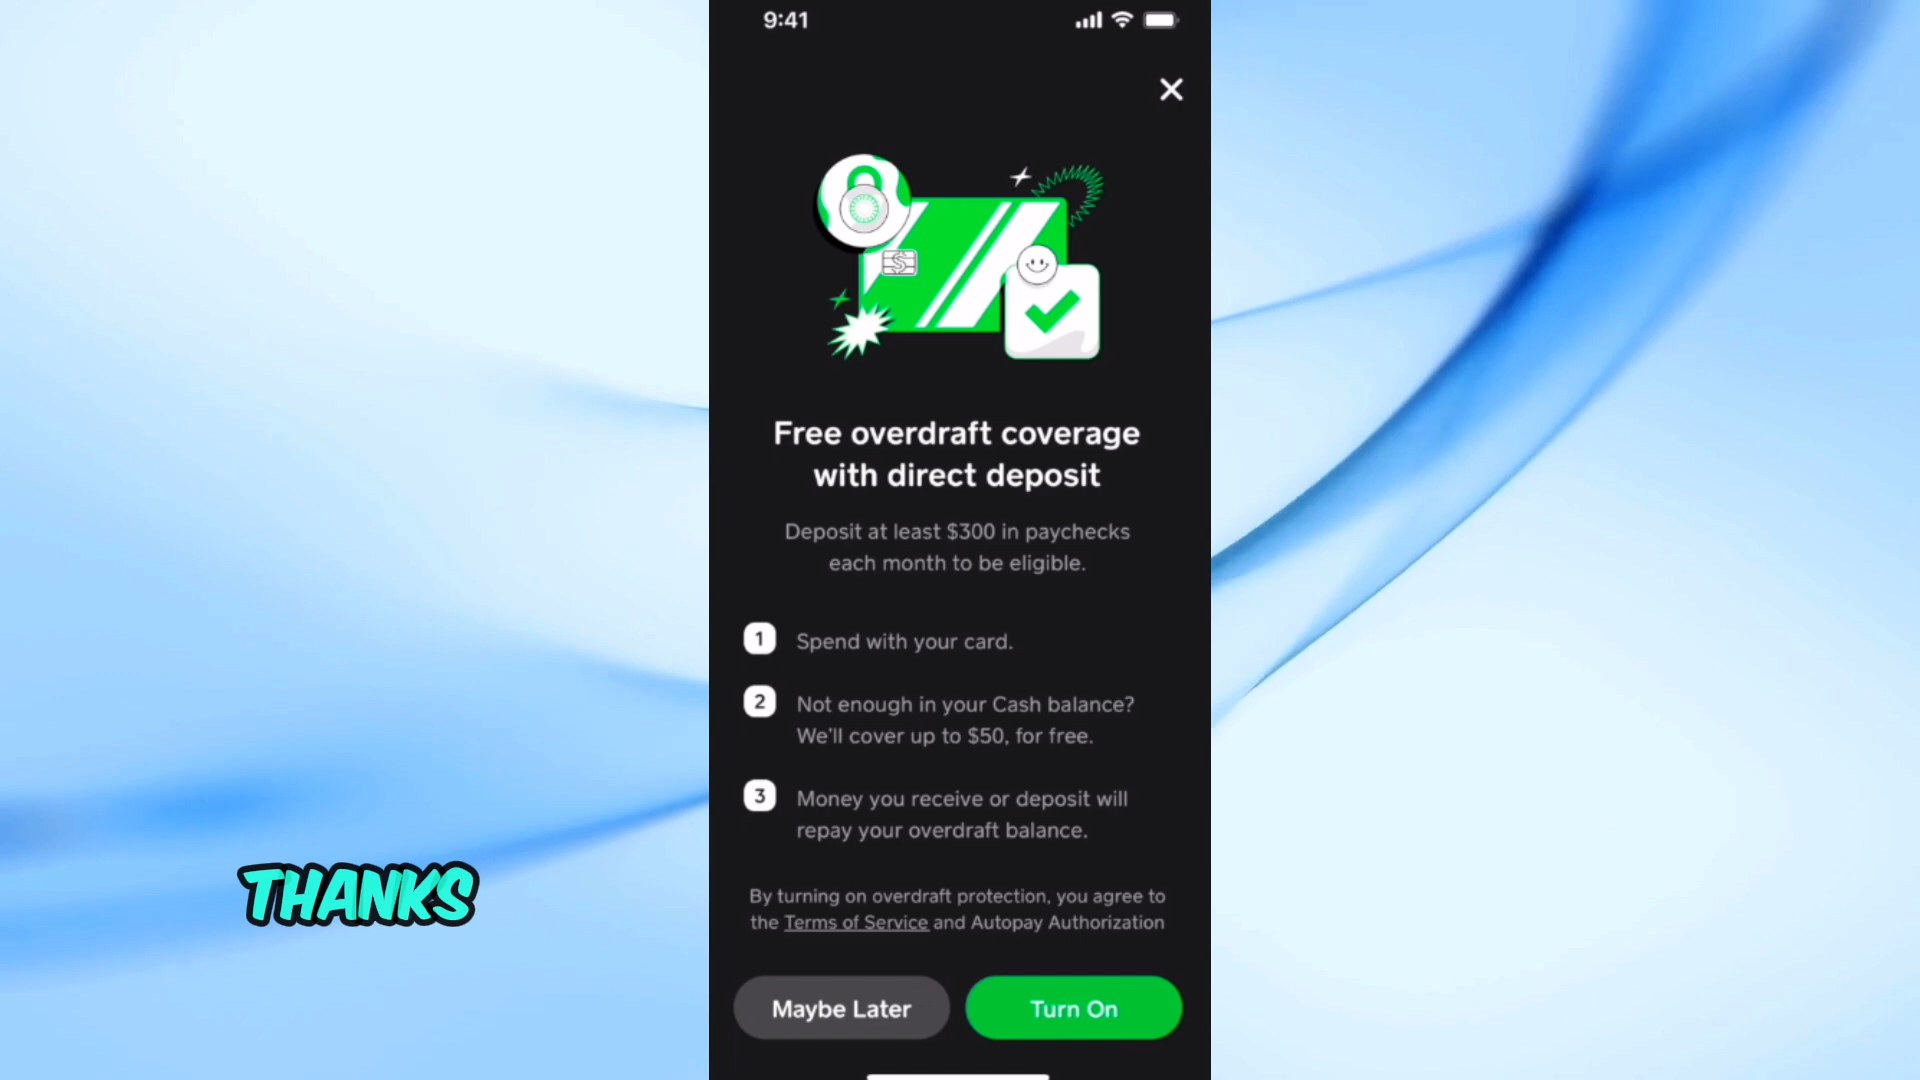 9:41
Free overdraft coverage
with direct deposit
Deposit at least $300 in paychecks
each month to be eligible.
1 Spend with your card.
2 Not enough in your Cash balance?
We'll cover up to $50, for free.
3 Money you receive or deposit will
repay your overdraft balance.
THANKS
By turning on overdraft protection, you agree to
the Terms of Service and Autopay Authorization
Maybe Later
Turn On